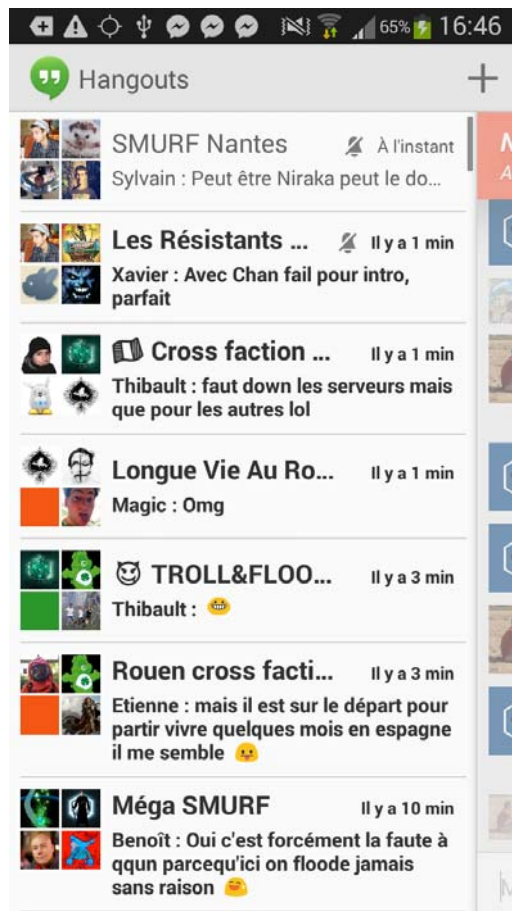 65% 16:46
Hangouts
SMURF Nantes À l'instant
Sylvain : Peut être Niraka peut le do...
Les Résistants ... Il y a 1 min
Xavier : Avec Chan fail pour intro,
parfait
Cross faction ... Il y a 1 min
Thibault : faut down les serveurs mais
que pour les autres lol
Longue Vie Au Ro... Il y a 1 min
Magic : Omg
😈 TROLL&FLOO... Il y a 3 min
Thibault : 😁
Rouen cross facti... Il y a 3 min
Etienne : mais il est sur le départ pour
partir vivre quelques mois en espagne
il me semble 😛
Méga SMURF Il y a 10 min
Benoît : Oui c'est forcément la faute à
qqun parcequ'ici on floode jamais
sans raison 😅